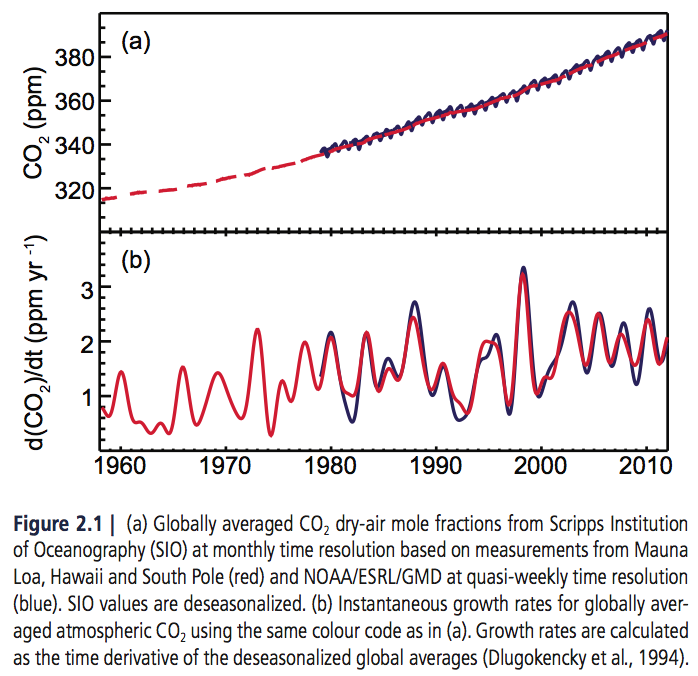 (a)
CO₂ (ppm)
380
360
340
320
(b)
d(CO₂)/dt (ppm yr⁻¹)
3
2
1
1960 1970 1980 1990 2000 2010
Figure 2.1 | (a) Globally averaged CO₂ dry-air mole fractions from Scripps Institution
of Oceanography (SIO) at monthly time resolution based on measurements from Mauna
Loa, Hawaii and South Pole (red) and NOAA/ESRL/GMD at quasi-weekly time resolution
(blue). SIO values are deseasonalized. (b) Instantaneous growth rates for globally aver-
aged atmospheric CO₂ using the same colour code as in (a). Growth rates are calculated
as the time derivative of the deseasonalized global averages (Dlugokencky et al., 1994).